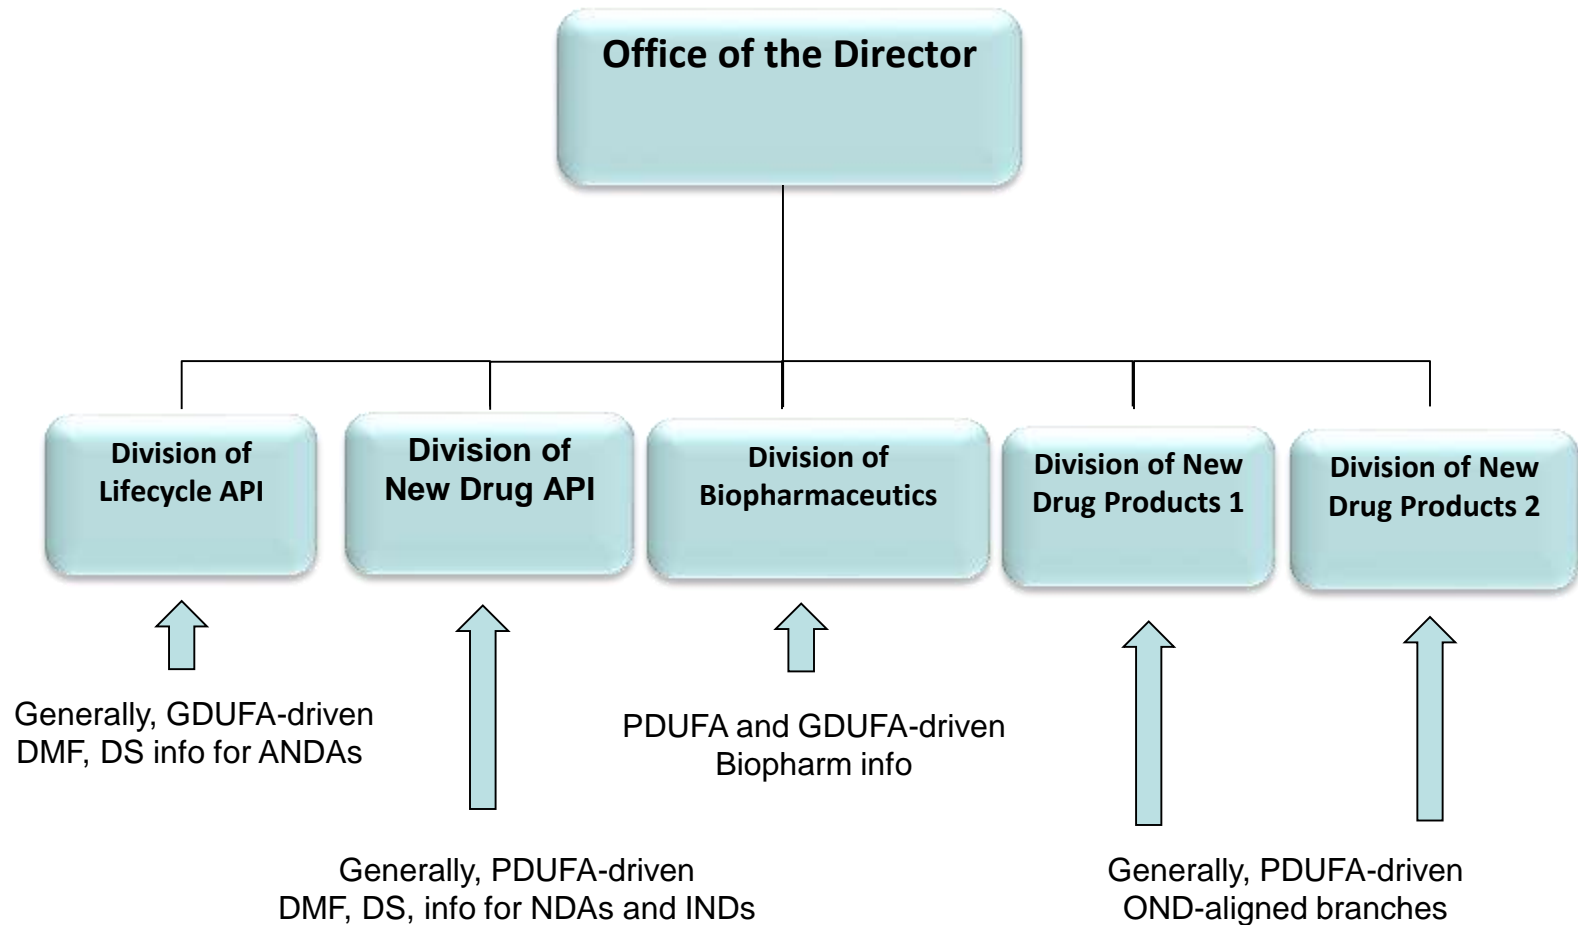 Office of the Director
Division of
Lifecycle API
Division of
New Drug API
Division of
Biopharmaceutics
Division of New
Drug Products 1
Division of New
Drug Products 2
Generally, GDUFA-driven
DMF, DS info for ANDAs
Generally, PDUFA-driven
DMF, DS, info for NDAs and INDs
PDUFA and GDUFA-driven
Biopharm info
Generally, PDUFA-driven
OND-aligned branches